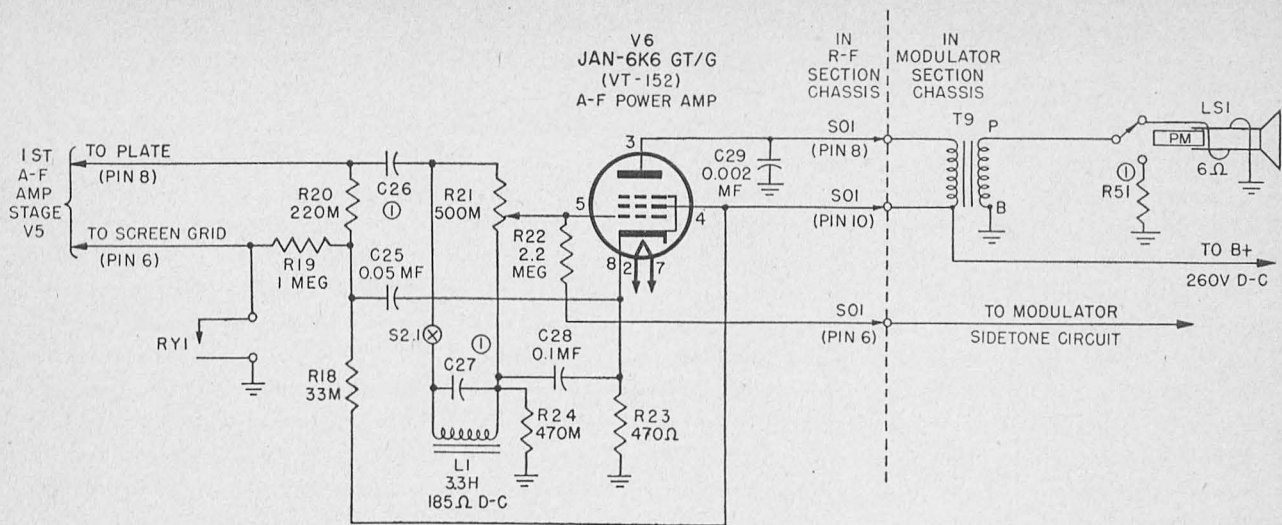 V6
JAN-6K6 GT/G
(VT-152)
A-F POWER AMP
IN
R-F
SECTION
CHASSIS
IN
MODULATOR
SECTION
CHASSIS
1ST
A-F
AMP
STAGE
V5
TO PLATE
(PIN 8)
TO SCREEN GRID
(PIN 6)
R20
220M
C26
1
R21
500M
R19
1 MEG
C25
0.05 MF
RY1
R18
33M
S2.1
C27
1
L1
3.3H
185Ω D-C
R24
470M
C28
0.1MF
R22
2.2
MEG
R23
470Ω
3
5
4
8
2
7
C29
0.002
MF
SO1
(PIN 8)
SO1
(PIN 10)
SO1
(PIN 6)
T9
P
B
1
R51
LS1
PM
6Ω
TO B+
260V D-C
TO MODULATOR
SIDETONE CIRCUIT